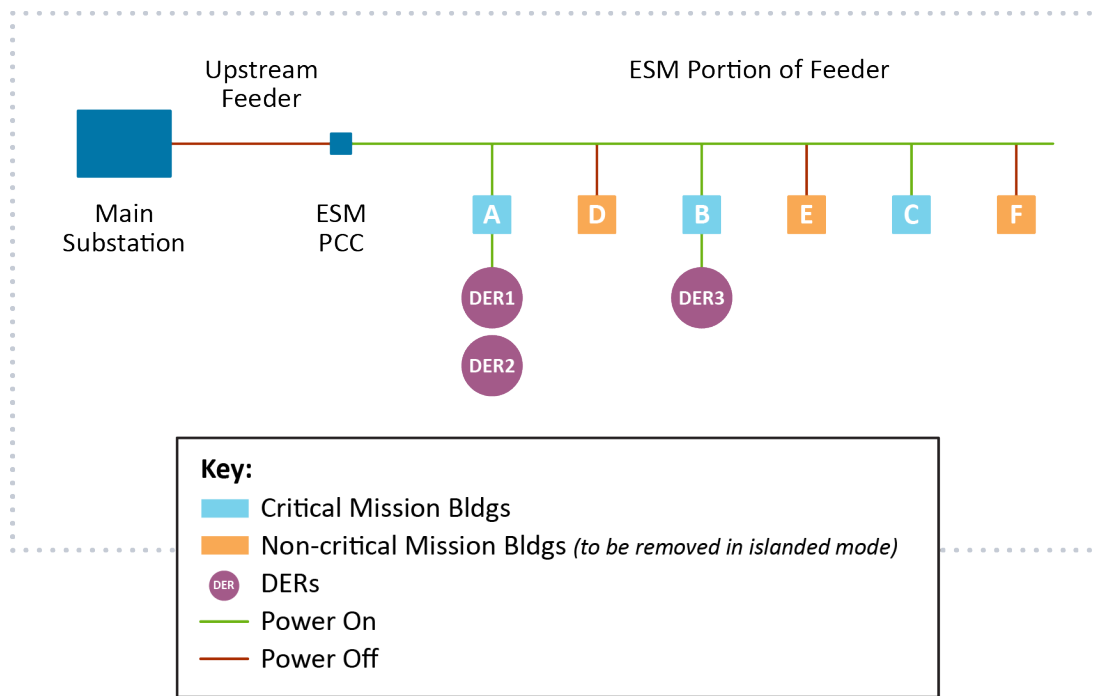 Upstream
Feeder
ESM Portion of Feeder
Main
Substation
ESM
PCC
A
D
B
E
C
F
DER1
DER3
DER2
Key:
Critical Mission Bldgs
Non-critical Mission Bldgs (to be removed in islanded mode)
DER DERs
Power On
Power Off